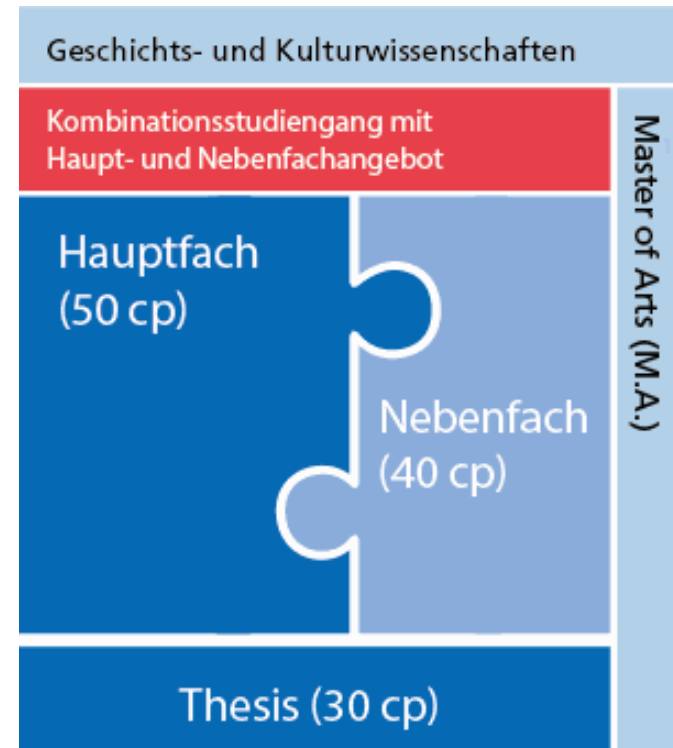 Geschichts- und Kulturwissenschaften
Kombinationsstudiengang mit
Haupt- und Nebenfachangebot
Master of Arts (M.A.)
Hauptfach
(50 cp)
Nebenfach
(40 cp)
Thesis (30 cp)